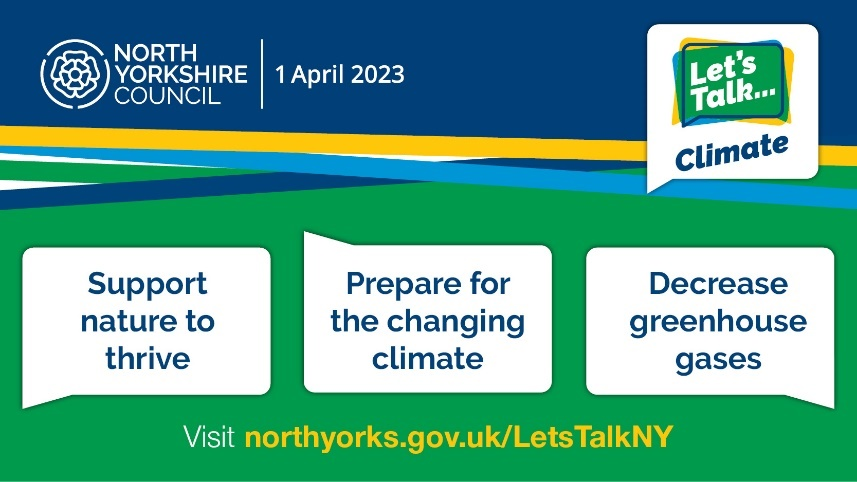 NORTH
YORKSHIRE
COUNCIL
1 April 2023
Let's
Talk...
Climate
Support
nature to
thrive
Prepare for
the changing
climate
Decrease
greenhouse
gases
Visit northyorks.gov.uk/LetsTalkNY